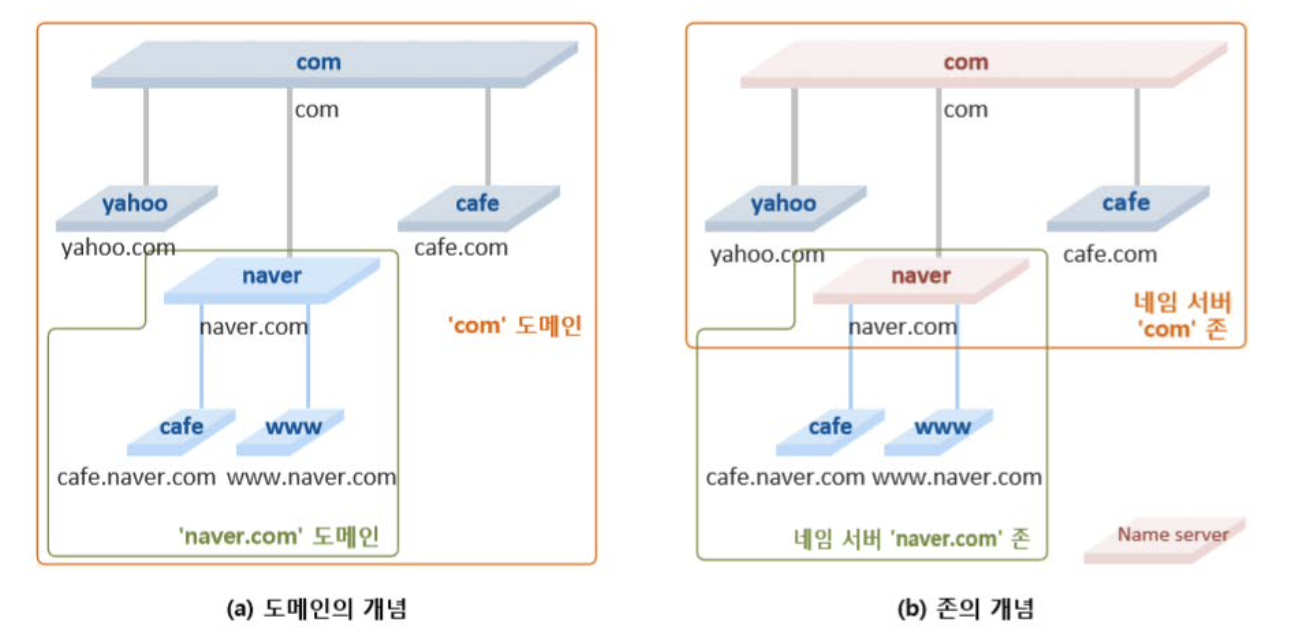 com
com
yahoo
cafe
yahoo.com
cafe.com
naver
naver.com
'com' 도메인
cafe
www
cafe.naver.com
www.naver.com
'naver.com' 도메인
(a) 도메인의 개념
com
com
yahoo
cafe
yahoo.com
cafe.com
naver
naver.com
네임 서버
'com' 존
cafe
www
cafe.naver.com
www.naver.com
네임 서버 'naver.com' 존
Name server
(b) 존의 개념